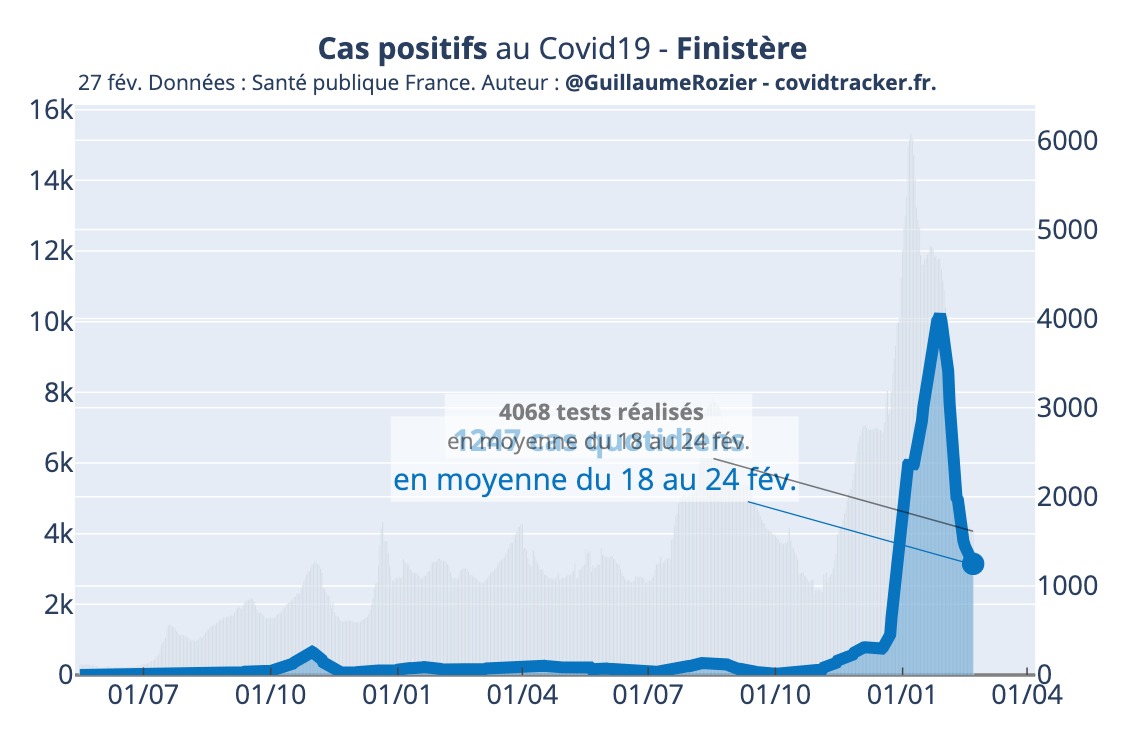 Cas positifs au Covid19 - Finistère
27 fév. Données : Santé publique France. Auteur : @GuillaumeRozier - covidtracker.fr.
16k
14k
12k
10k
8k
6k
4k
2k
0
6000
5000
4000
3000
2000
1000
0
4068 tests réalisés
en moyenne du 18 au 24 fév.
1247 cas quotidiens
en moyenne du 18 au 24 fév.
01/07
01/10
01/01
01/04
01/07
01/10
01/01
01/04